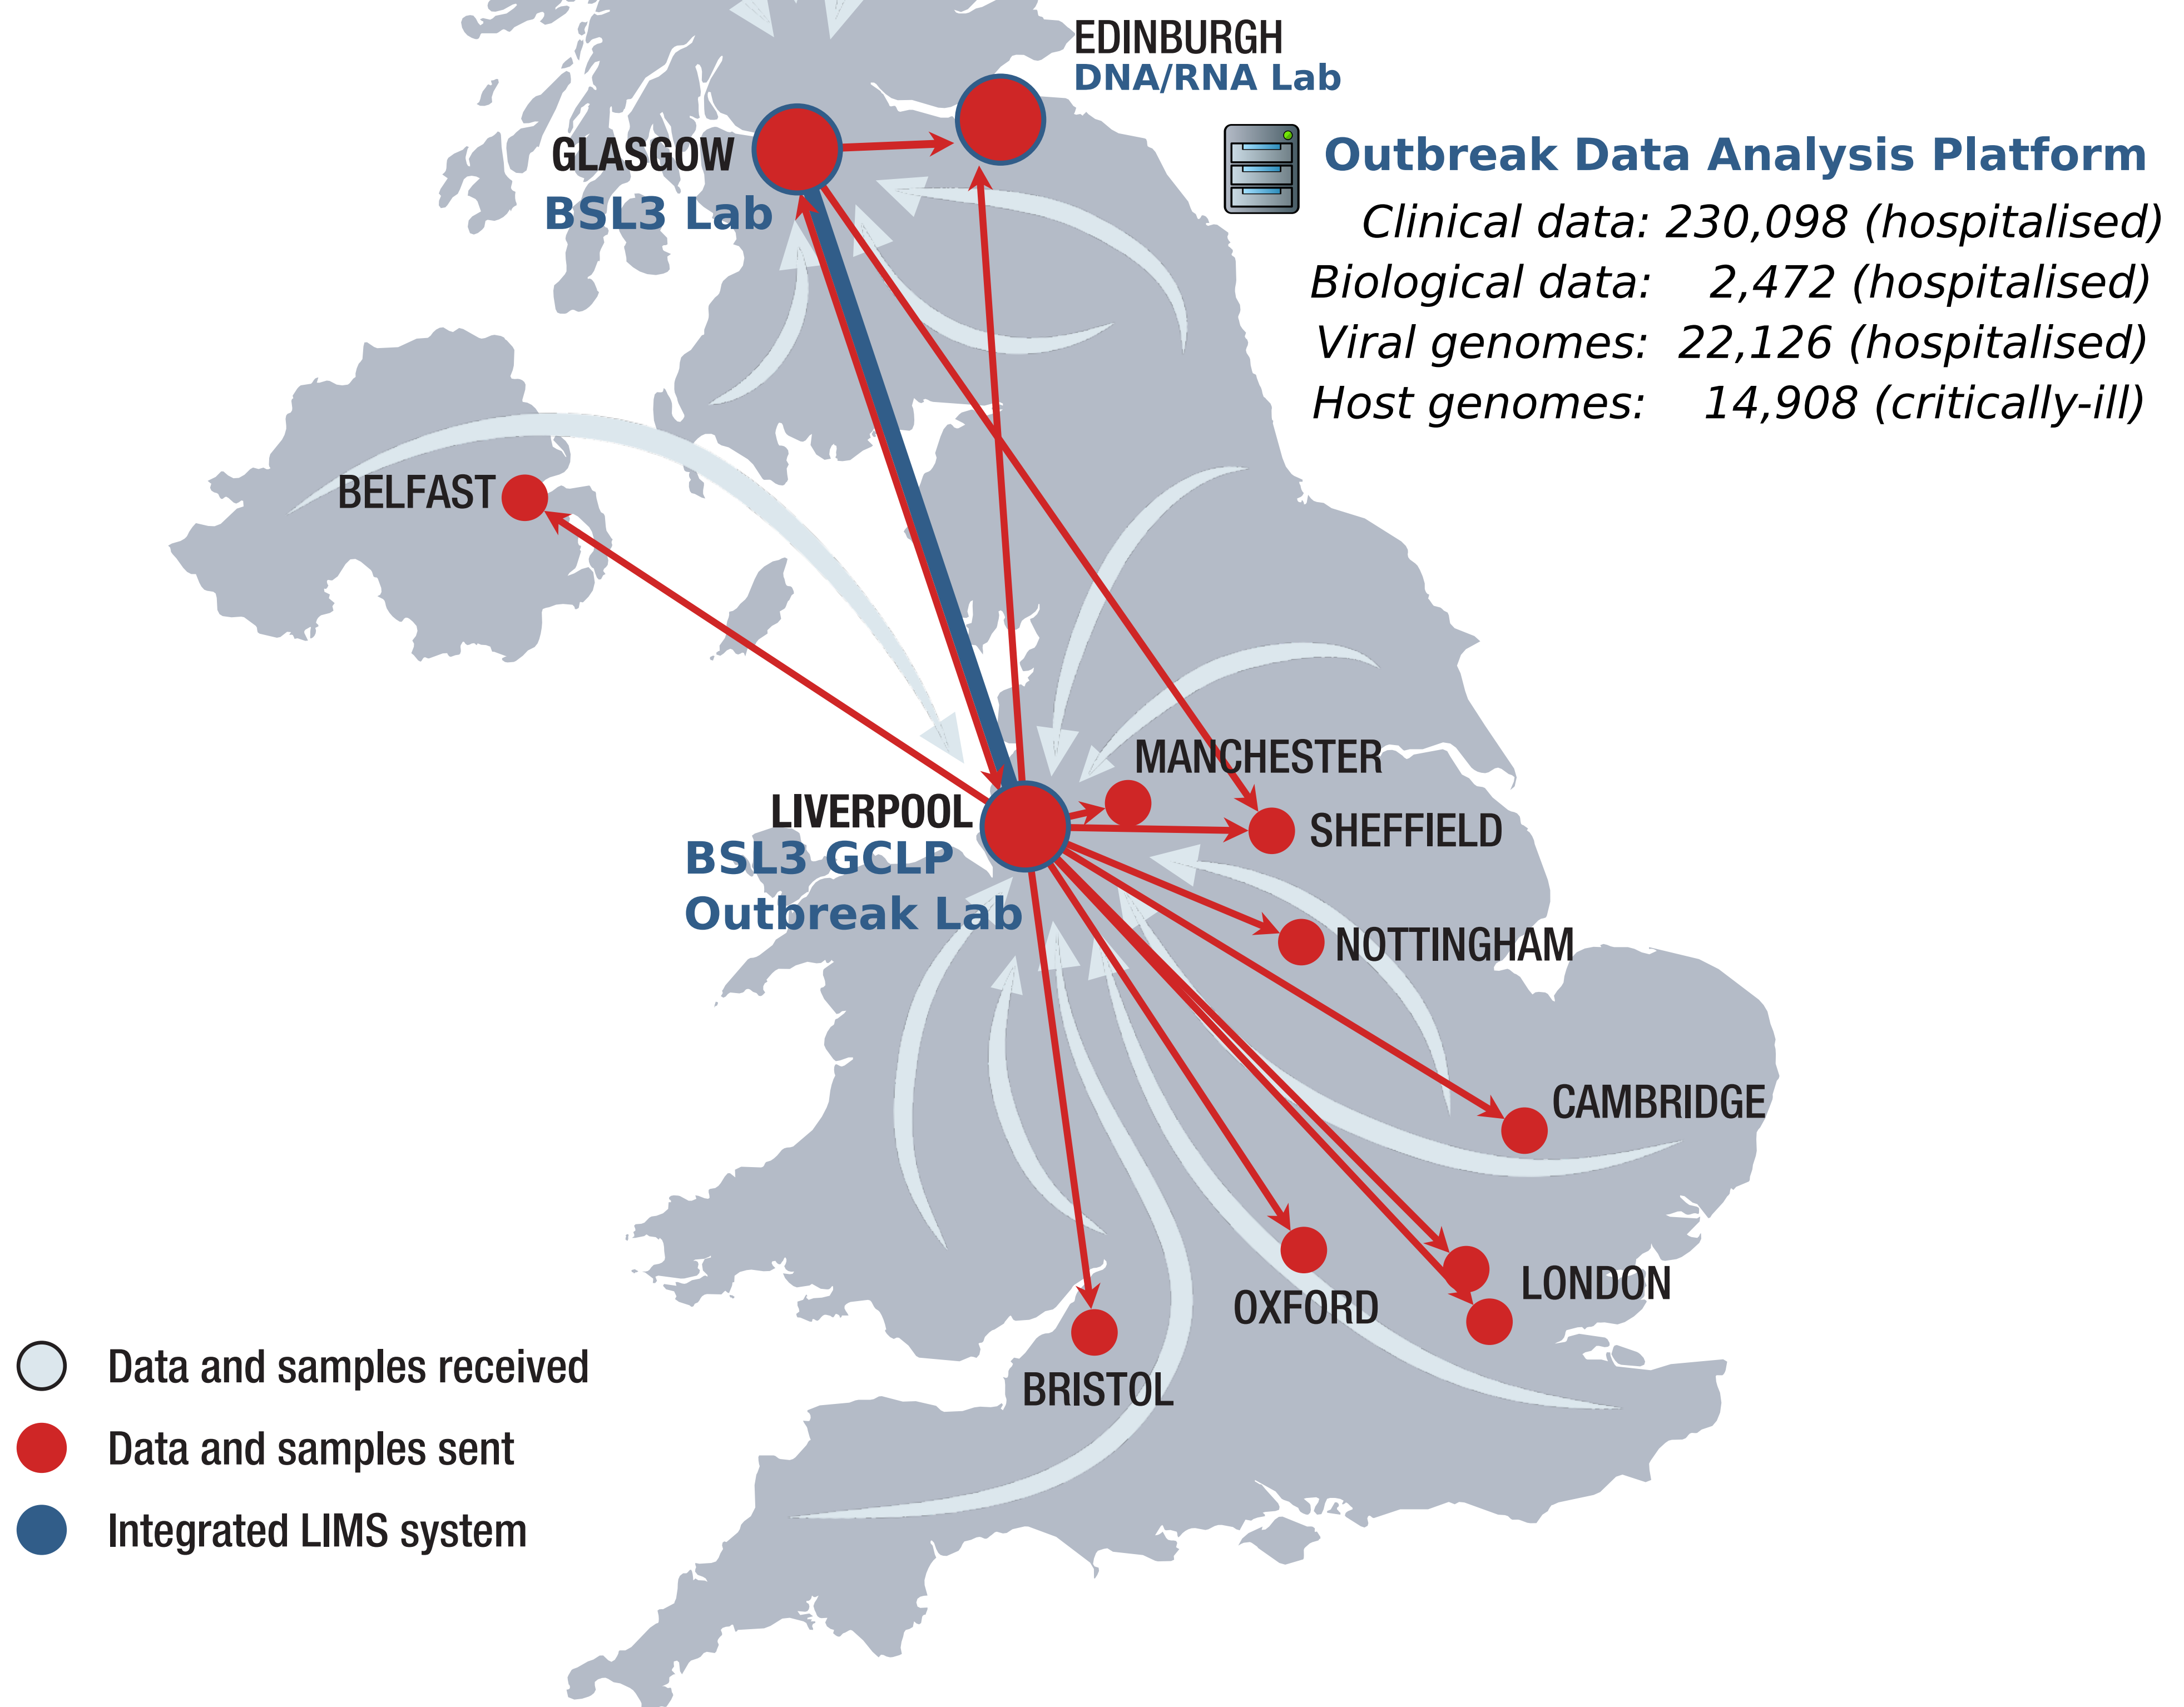 EDINBURGH
DNA/RNA Lab
GLASGOW
BSL3 Lab
Outbreak Data Analysis Platform
Clinical data: 230,098 (hospitalised)
Biological data: 2,472 (hospitalised)
Viral genomes: 22,126 (hospitalised)
Host genomes: 14,908 (critically-ill)
BELFAST
MANCHESTER
LIVERPOOL
BSL3 GCLP
Outbreak Lab
SHEFFIELD
NOTTINGHAM
CAMBRIDGE
LONDON
OXFORD
BRISTOL
Data and samples received
Data and samples sent
Integrated LIMS system